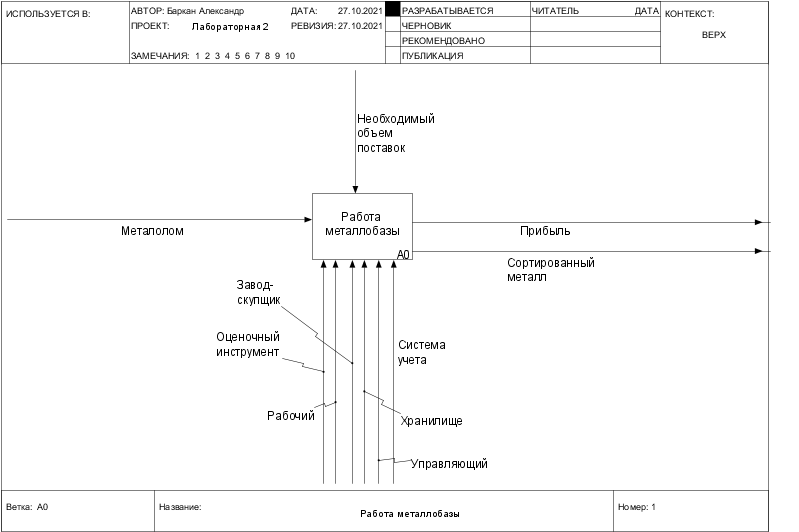 ИСПОЛЬЗУЕТСЯ В:
АВТОР: Баркан Александр
ДАТА: 27.10.2021
ПРОЕКТ: Лабораторная 2
РЕВИЗИЯ: 27.10.2021
ЗАМЕЧАНИЯ: 1 2 3 4 5 6 7 8 9 10
РАЗРАБАТЫВАЕТСЯ
ЧЕРНОВИК
РЕКОМЕНДОВАНО
ПУБЛИКАЦИЯ
ЧИТАТЕЛЬ ДАТА
КОНТЕКСТ:
ВЕРХ
Необходимый
объем
поставок
Металолом
Работа
металлобазы
A0
Прибыль
Сортированный
металл
Завод-
скупщик
Оценочный
инструмент
Система
учета
Рабочий
Хранилище
Управляющий
Ветка: A0
Название:
Работа металлобазы
Номер: 1